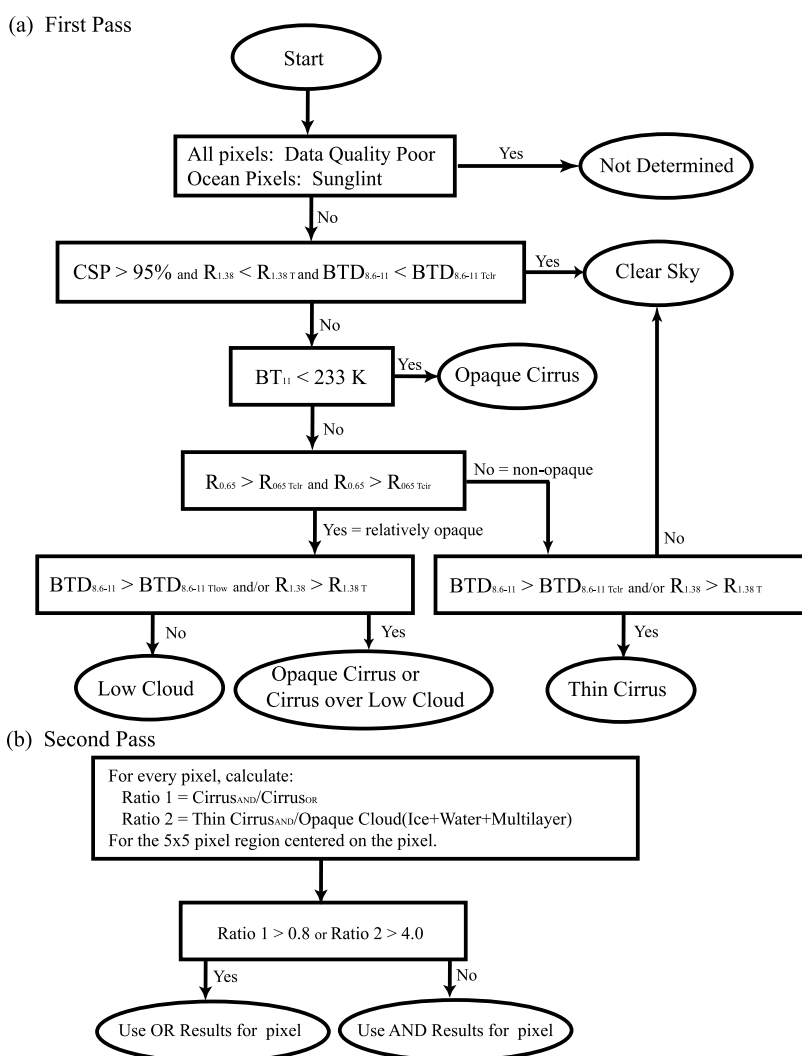 (a) First Pass
Start
All pixels: Data Quality Poor
Ocean Pixels: Sunglint
Yes
Not Determined
No
CSP > 95% and R1.38 < R1.38 T and BTD8.6-11 < BTD8.6-11 Tclr
Yes
Clear Sky
No
BT11 < 233 K
Yes
Opaque Cirrus
No
R0.65 > R065 Tclr and R0.65 > R065 Tcir
No = non-opaque
Yes = relatively opaque
No
BTD8.6-11 > BTD8.6-11 Tlow and/or R1.38 > R1.38 T
BTD8.6-11 > BTD8.6-11 Tclr and/or R1.38 > R1.38 T
No
Yes
Yes
Low Cloud
Opaque Cirrus or
Cirrus over Low Cloud
Thin Cirrus
(b) Second Pass
For every pixel, calculate:
Ratio 1 = CirrusAND/CirrusOR
Ratio 2 = Thin CirrusAND/Opaque Cloud(Ice+Water+Multilayer)
For the 5x5 pixel region centered on the pixel.
Ratio 1 > 0.8 or Ratio 2 > 4.0
Yes
No
Use OR Results for pixel
Use AND Results for pixel